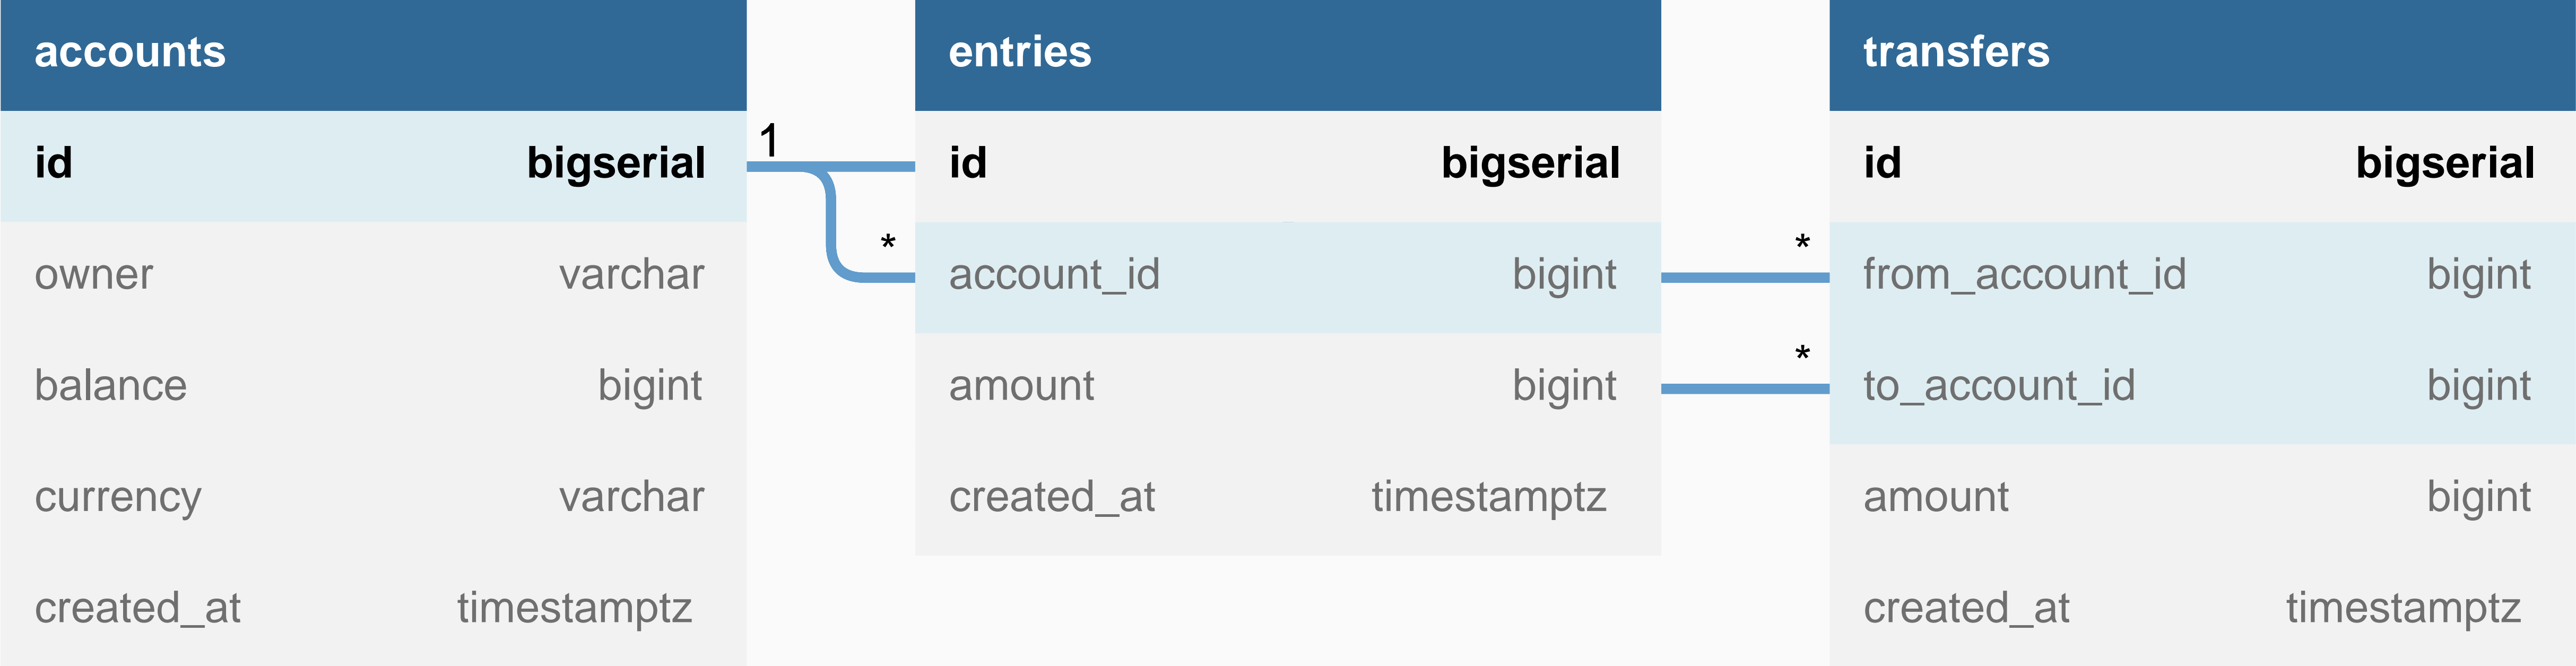 accounts
id bigserial
owner varchar
balance bigint
currency varchar
created_at timestamptz
1
*
entries
id bigserial
account_id bigint
amount bigint
created_at timestamptz
*
*
transfers
id bigserial
from_account_id bigint
to_account_id bigint
amount bigint
created_at timestamptz